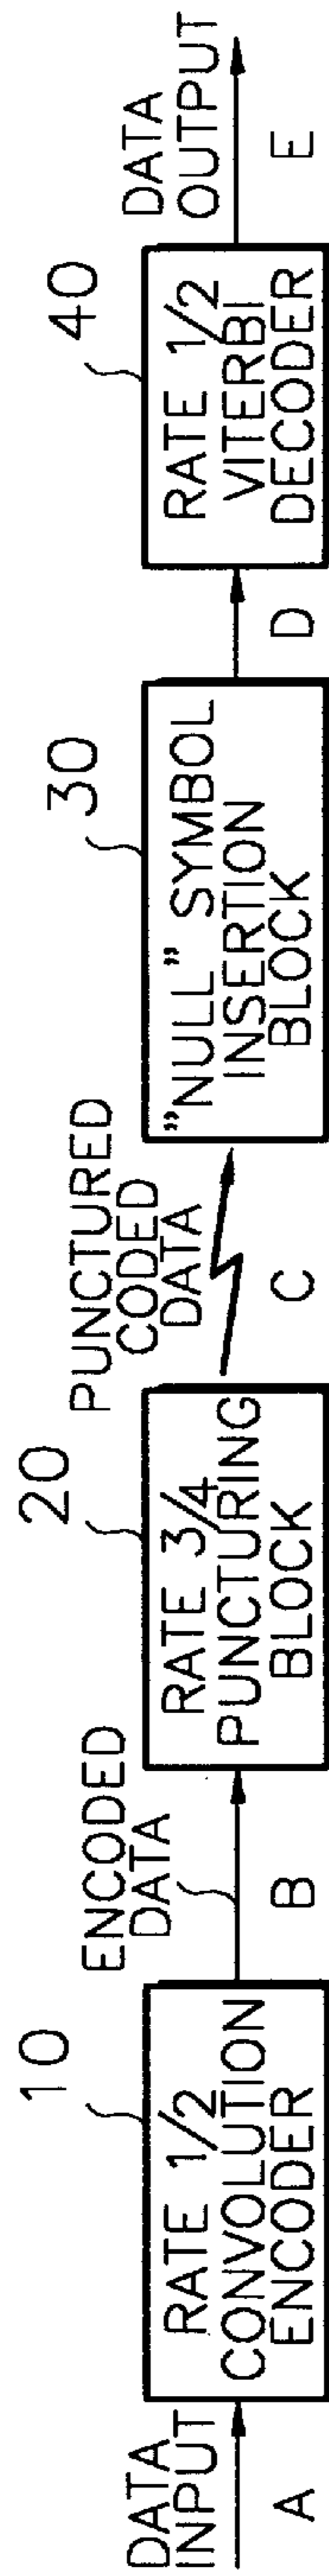 DATA
INPUT
A
10
RATE 1/2
CONVOLUTION
ENCODER
ENCODED
DATA
B
20
RATE 3/4
PUNCTURING
BLOCK
PUNCTURED
CODED
DATA
C
30
"NULL" SYMBOL
INSERTION
BLOCK
D
40
RATE 1/2
VITERBI
DECODER
DATA
OUTPUT
E